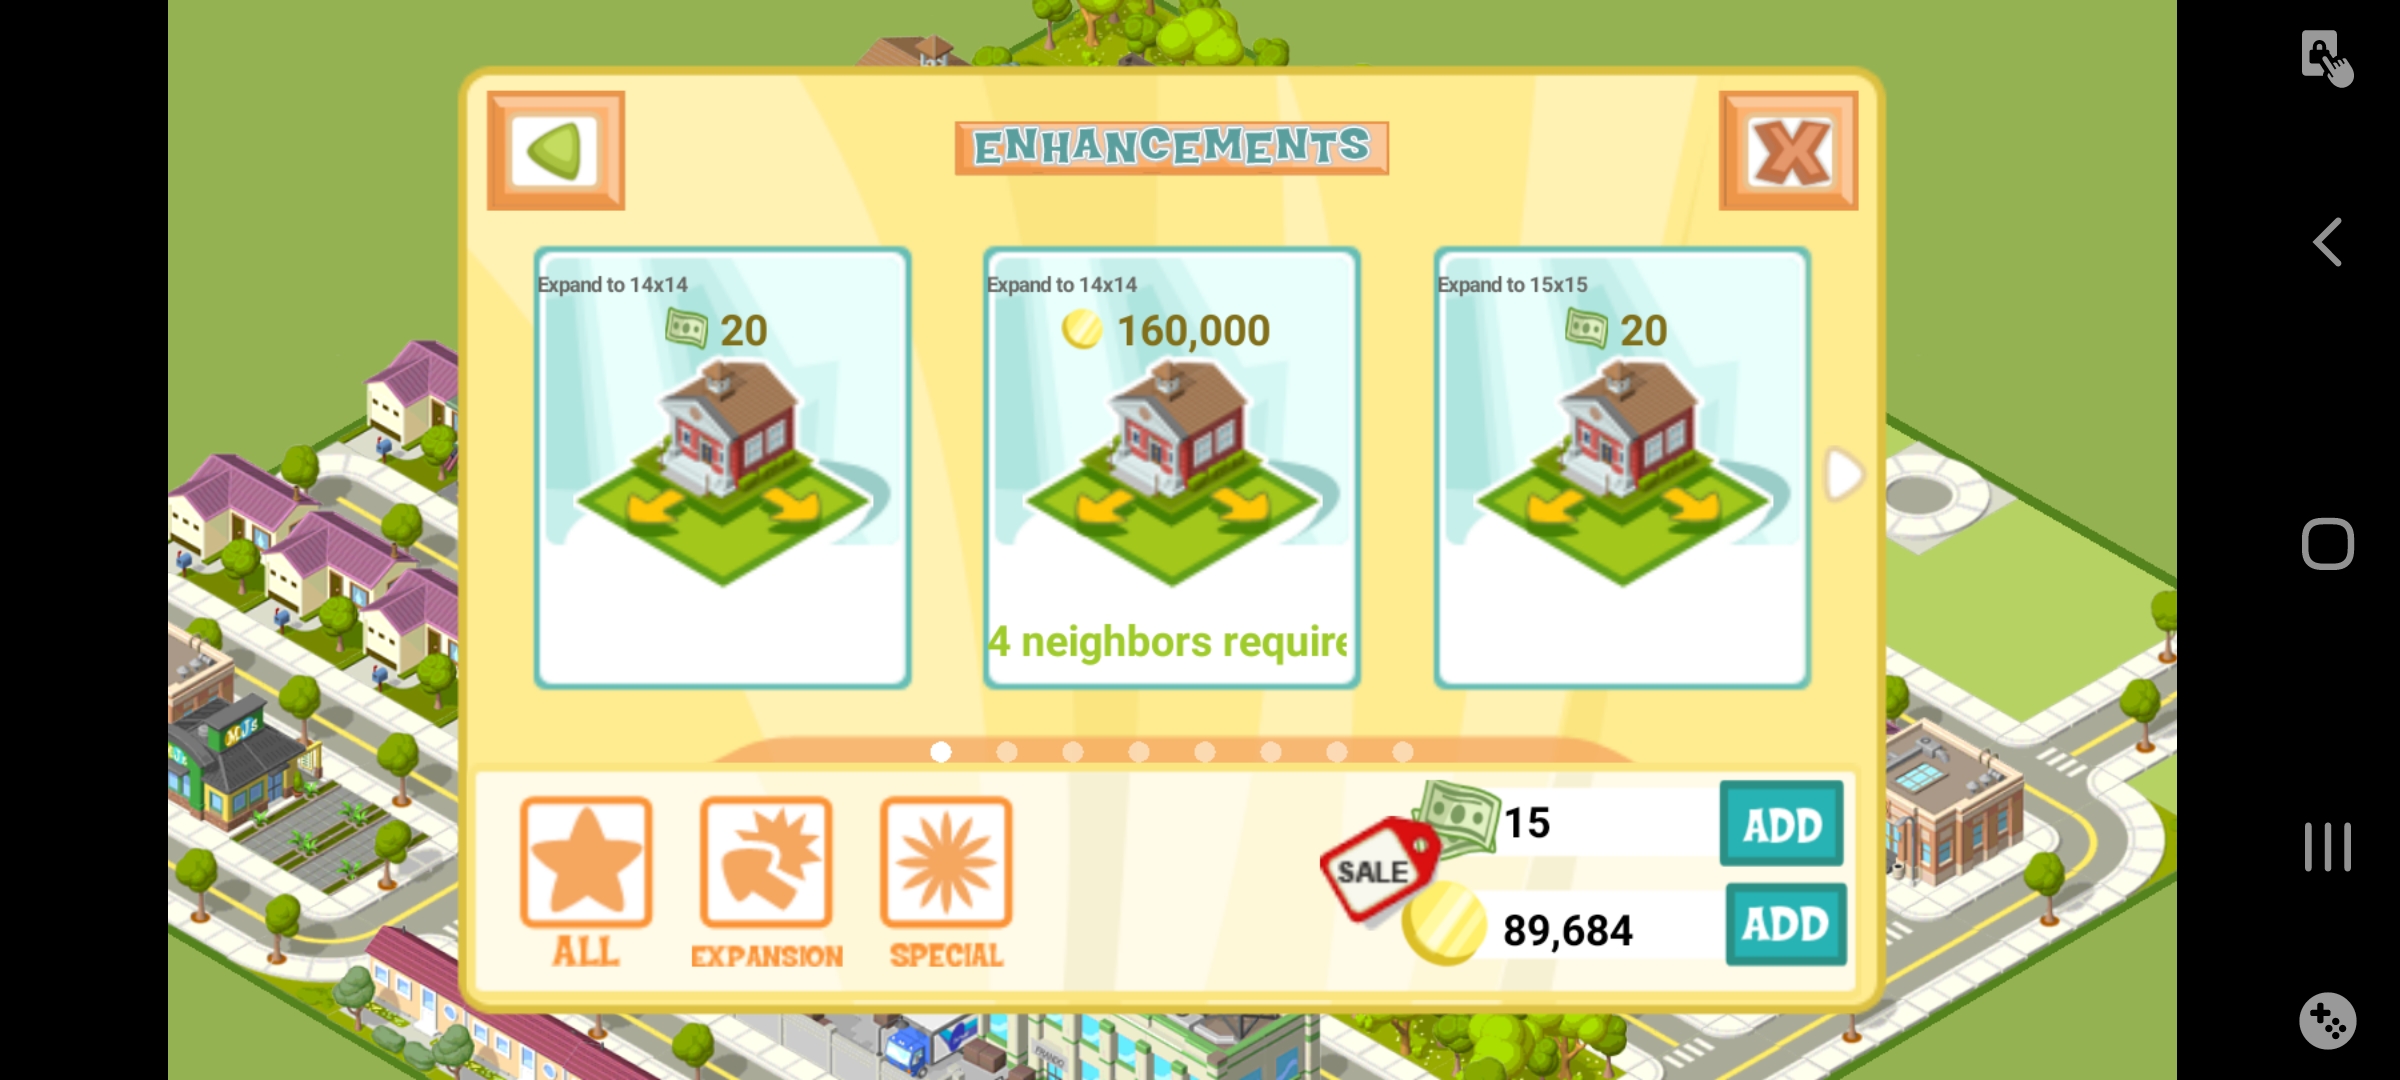 ENHANCEMENTS
Expand to 14x14
20
Expand to 14x14
160,000
4 neighbors require
Expand to 15x15
20
ALL
EXPANSION
SPECIAL
SALE
15
ADD
89,684
ADD
MJs